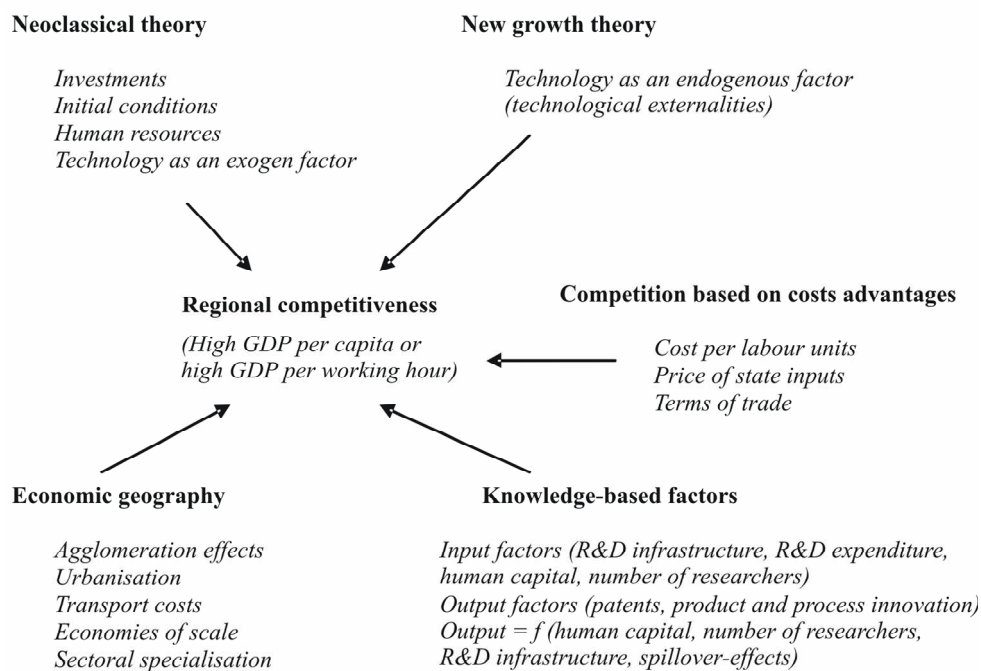 Neoclassical theory
Investments
Initial conditions
Human resources
Technology as an exogen factor
New growth theory
Technology as an endogenous factor
(technological externalities)
Regional competitiveness
(High GDP per capita or
high GDP per working hour)
Competition based on costs advantages
Cost per labour units
Price of state inputs
Terms of trade
Economic geography
Agglomeration effects
Urbanisation
Transport costs
Economies of scale
Sectoral specialisation
Knowledge-based factors
Input factors (R&D infrastructure, R&D expenditure,
human capital, number of researchers)
Output factors (patents, product and process innovation)
Output = f (human capital, number of researchers,
R&D infrastructure, spillover-effects)